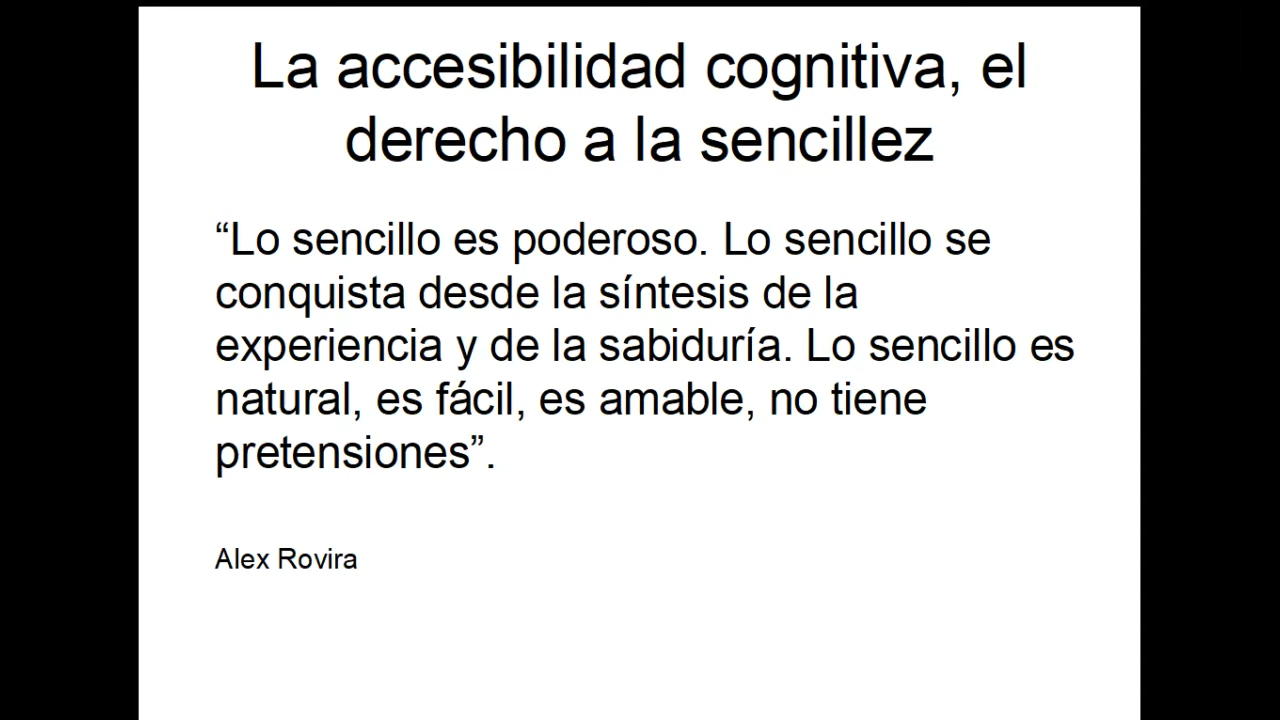 La accesibilidad cognitiva, el
derecho a la sencillez
“Lo sencillo es poderoso. Lo sencillo se
conquista desde la síntesis de la
experiencia y de la sabiduría. Lo sencillo es
natural, es fácil, es amable, no tiene
pretensiones”.
Alex Rovira